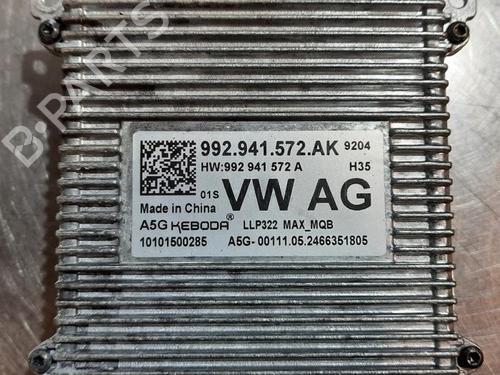 B-PARTS
992.941.572.AK 9204
HW:992 941 572 A H35
01S VW AG
Made in China
A5G KEBODA® LLP322 MAX_MQB
10101500285 A5G-00111.05.2466351805